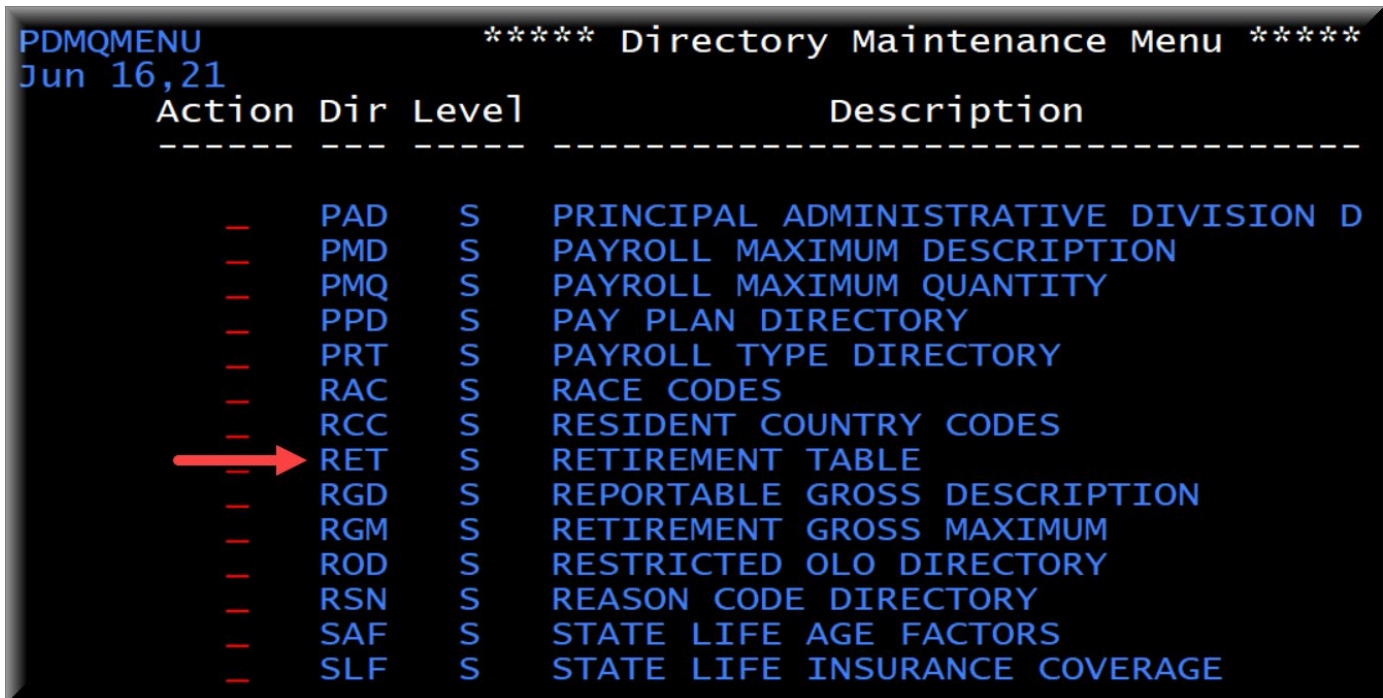 PDMQMENU ***** Directory Maintenance Menu *****
Jun 16,21
Action Dir Level Description
------ --- ----- -----------------------------------
_ PAD S PRINCIPAL ADMINISTRATIVE DIVISION D
_ PMD S PAYROLL MAXIMUM DESCRIPTION
_ PMQ S PAYROLL MAXIMUM QUANTITY
_ PPD S PAY PLAN DIRECTORY
_ PRT S PAYROLL TYPE DIRECTORY
_ RAC S RACE CODES
_ RCC S RESIDENT COUNTRY CODES
_ RET S RETIREMENT TABLE
_ RGD S REPORTABLE GROSS DESCRIPTION
_ RGM S RETIREMENT GROSS MAXIMUM
_ ROD S RESTRICTED OLO DIRECTORY
_ RSN S REASON CODE DIRECTORY
_ SAF S STATE LIFE AGE FACTORS
_ SLF S STATE LIFE INSURANCE COVERAGE